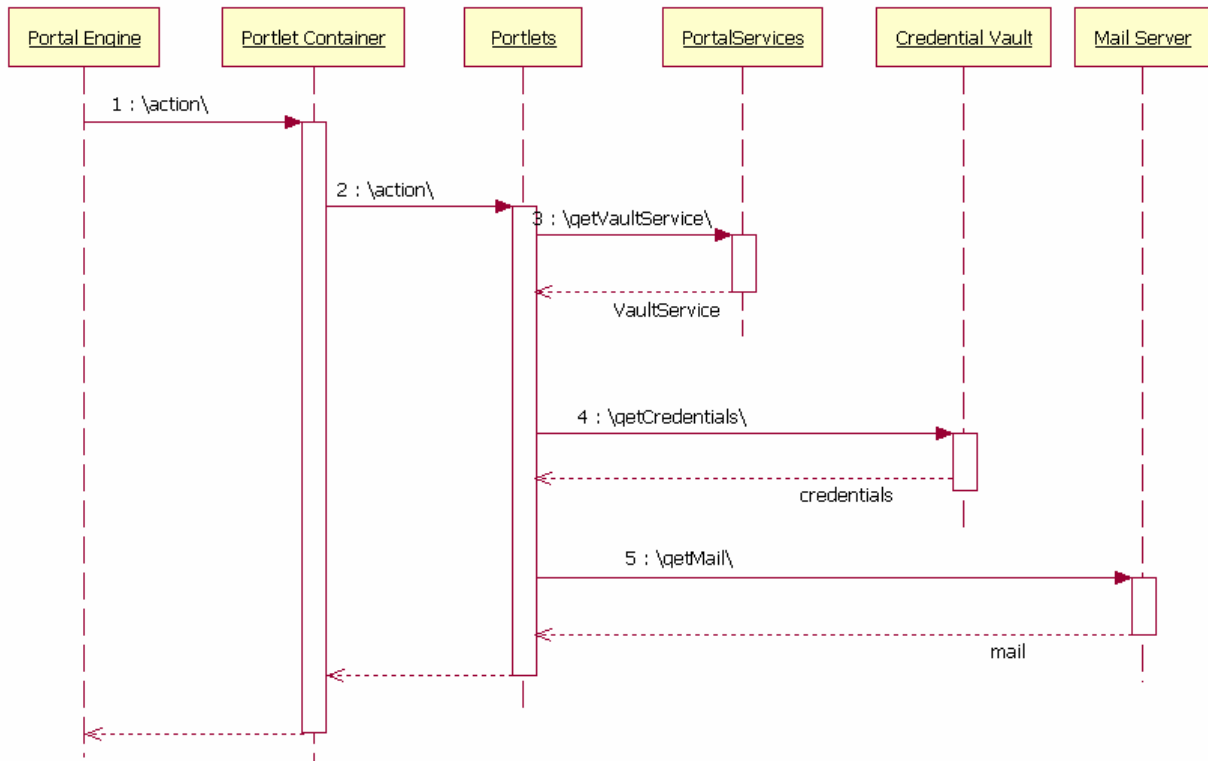 Portal Engine
Portlet Container
Portlets
PortalServices
Credential Vault
Mail Server
1 : \action\
2 : \action\
3 : \getVaultService\
VaultService
4 : \getCredentials\
credentials
5 : \getMail\
mail